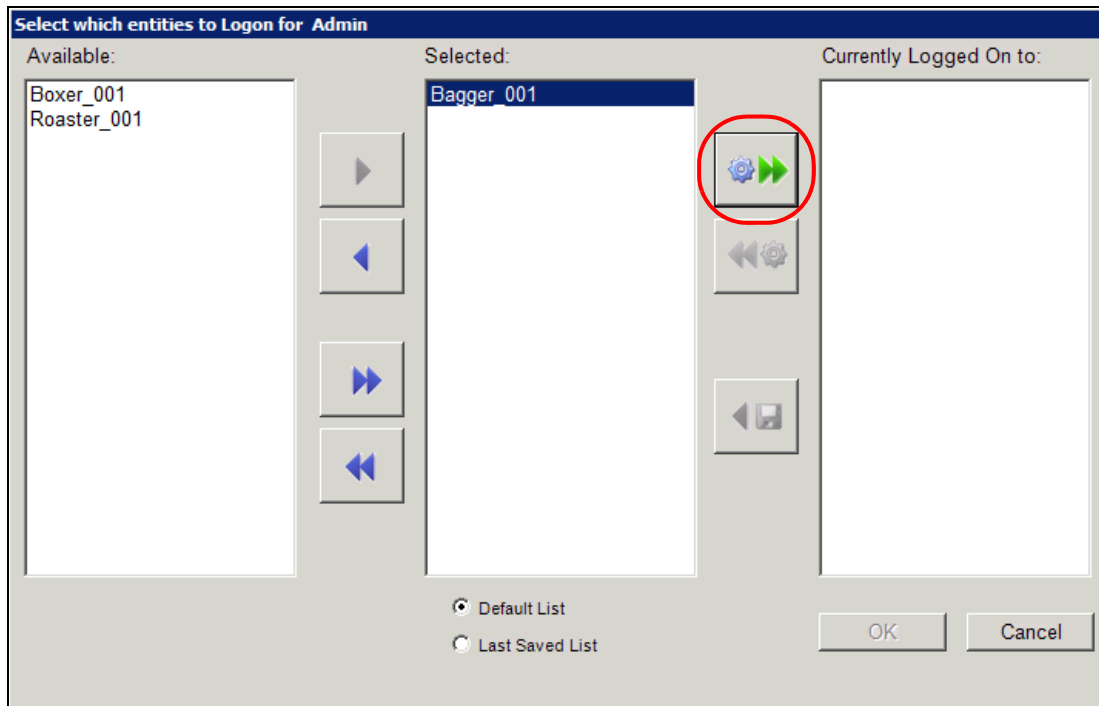 Select which entities to Logon for Admin
Available:
Selected:
Currently Logged On to:
Boxer_001
Roaster_001
Bagger_001
Default List
Last Saved List
OK
Cancel